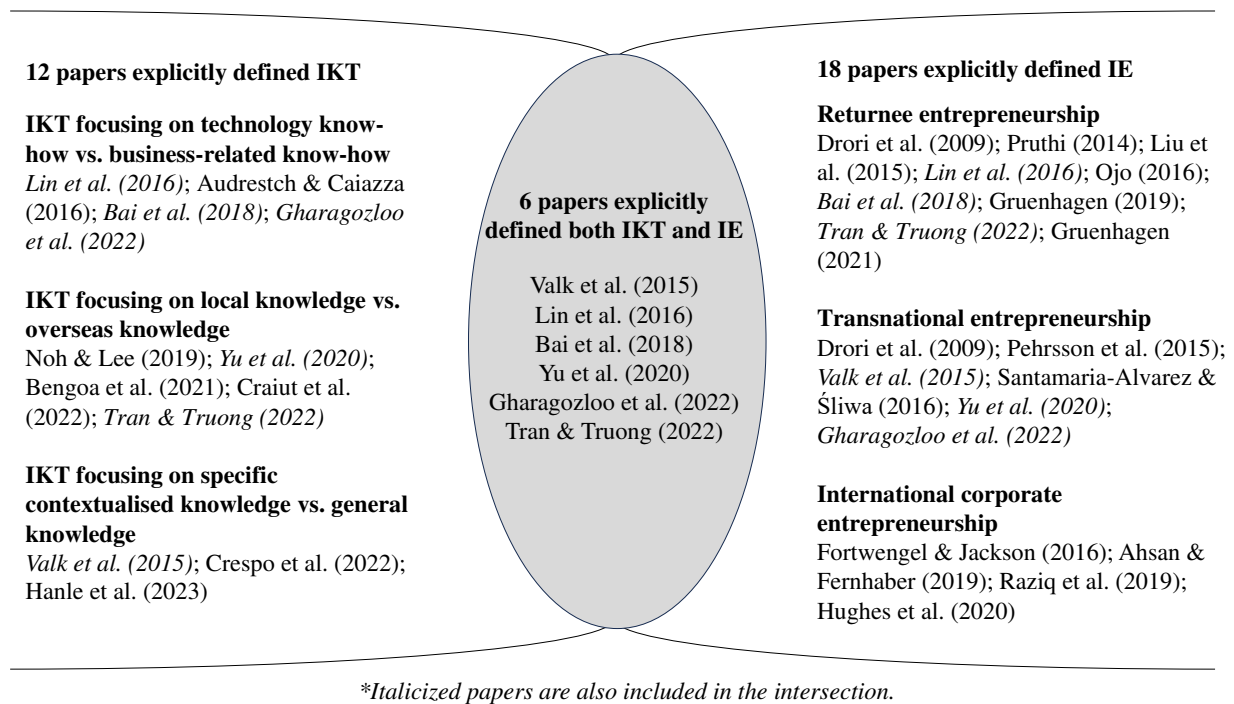 12 papers explicitly defined IKT
IKT focusing on technology know-
how vs. business-related know-how
Lin et al. (2016); Audrestch & Caiazza
(2016); Bai et al. (2018); Gharagozloo
et al. (2022)
IKT focusing on local knowledge vs.
overseas knowledge
Noh & Lee (2019); Yu et al. (2020);
Bengoa et al. (2021); Craiut et al.
(2022); Tran & Truong (2022)
IKT focusing on specific
contextualised knowledge vs. general
knowledge
Valk et al. (2015); Crespo et al. (2022);
Hanle et al. (2023)
6 papers explicitly
defined both IKT and IE
Valk et al. (2015)
Lin et al. (2016)
Bai et al. (2018)
Yu et al. (2020)
Gharagozloo et al. (2022)
Tran & Truong (2022)
18 papers explicitly defined IE
Returnee entrepreneurship
Drori et al. (2009); Pruthi (2014); Liu et
al. (2015); Lin et al. (2016); Ojo (2016);
Bai et al. (2018); Gruenhagen (2019);
Tran & Truong (2022); Gruenhagen
(2021)
Transnational entrepreneurship
Drori et al. (2009); Pehrsson et al. (2015);
Valk et al. (2015); Santamaria-Alvarez &
Śliwa (2016); Yu et al. (2020);
Gharagozloo et al. (2022)
International corporate
entrepreneurship
Fortwengel & Jackson (2016); Ahsan &
Fernhaber (2019); Raziq et al. (2019);
Hughes et al. (2020)
*Italicized papers are also included in the intersection.